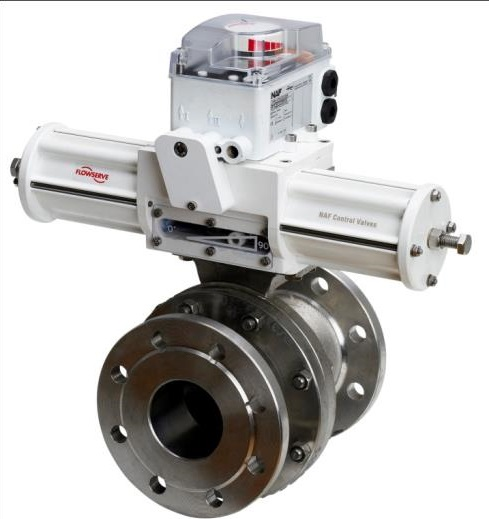 NAF
FLOWSERVE
NAF Control Valves
0°
90